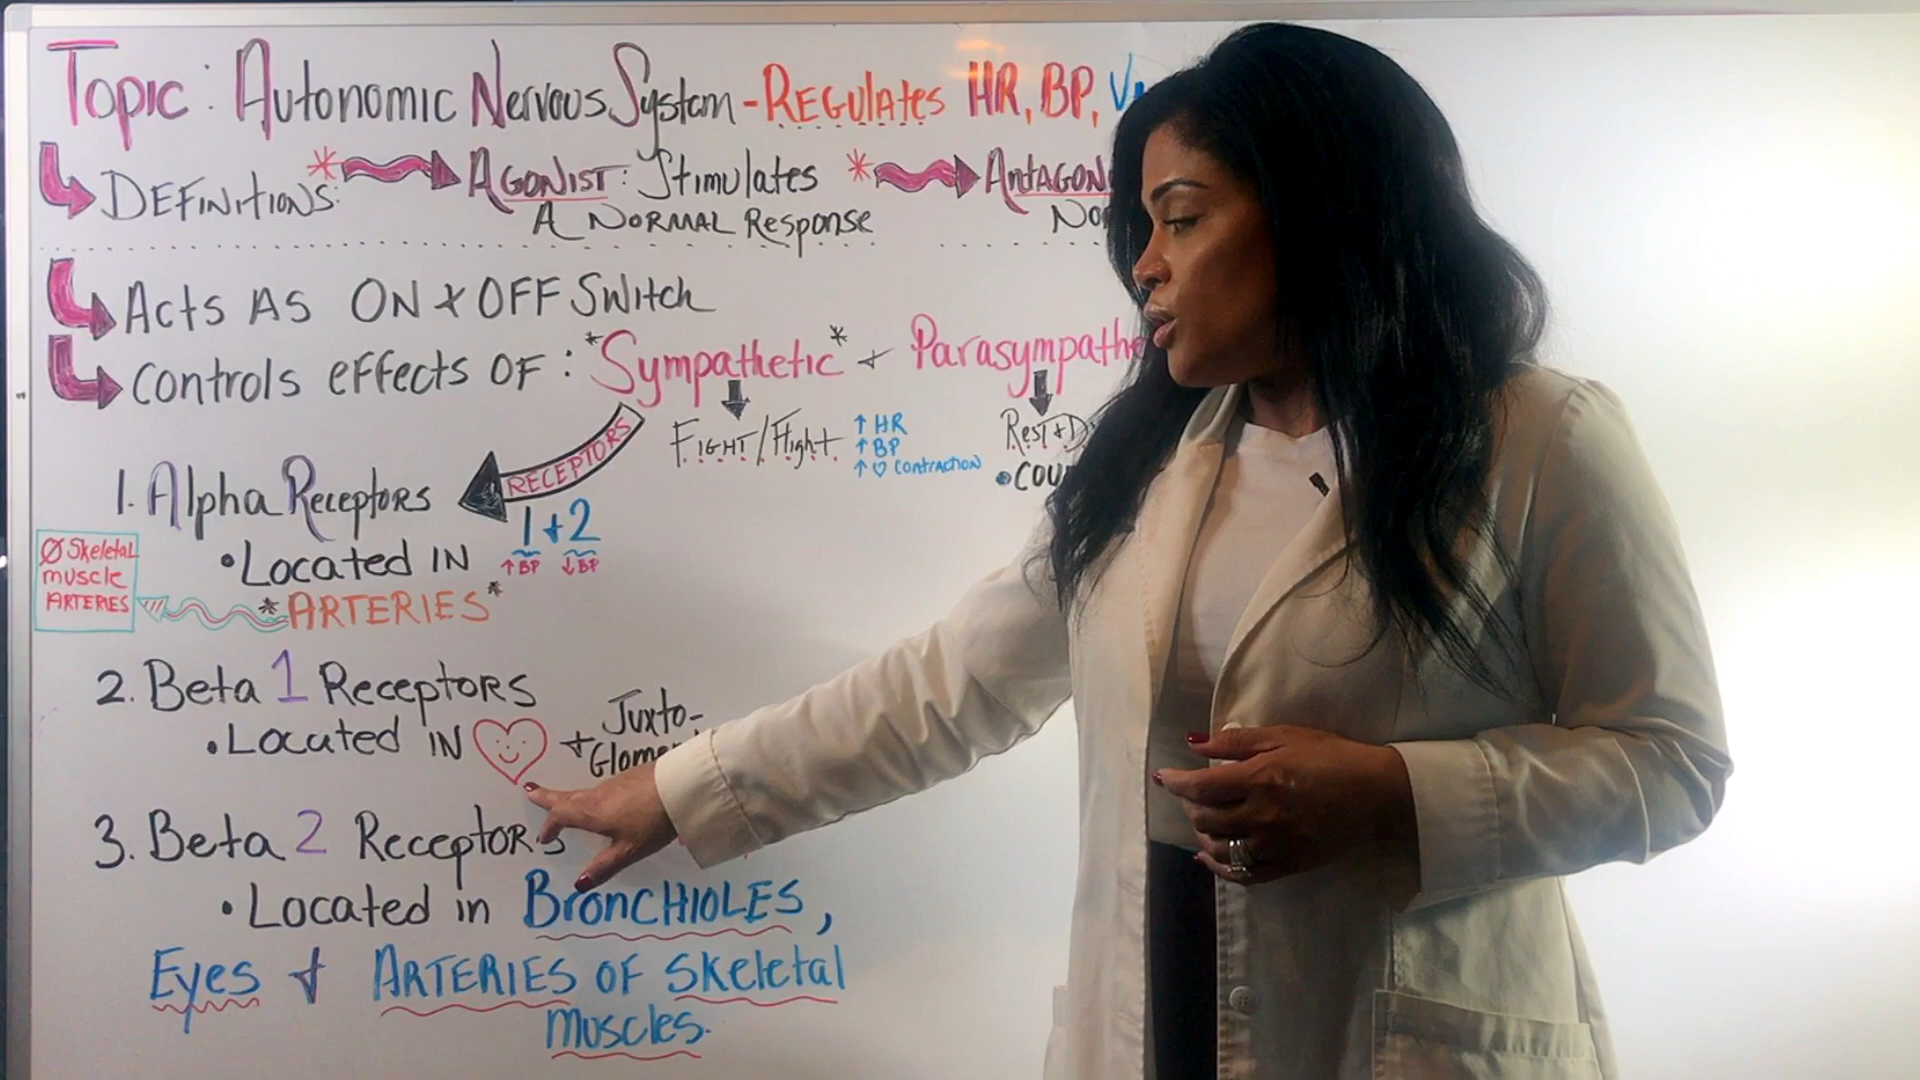 Topic: Autonomic Nervous System - REGULAtes HR, BP,
DEFINITIONS: * AGONIST: Stimulates * ANTAGON
A NORMAL Response
Acts AS ON & OFF Switch
Controls effects OF: *Sympathetic* + Parasympathe
FIGHT/Flight ↑ HR
↑ BP
↑ ♡ Contraction
Rest + D
RECEPTORS
1. Alpha Receptors
1 + 2
↑ BP ↓ BP
• Located IN
*ARTERIES*
Ø Skeletal
muscle
ARTERIES
2. Beta 1 Receptors
• Located IN ♡ + Juxto-
Glome
3. Beta 2 Receptors
• Located in BronCHIOLES,
Eyes + ARTERIES OF Skeletal
Muscles.